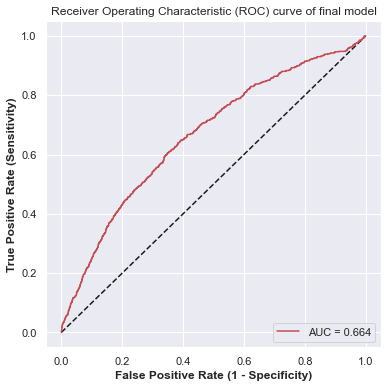 Receiver Operating Characteristic (ROC) curve of final model
True Positive Rate (Sensitivity)
1.0
0.8
0.6
0.4
0.2
0.0
AUC = 0.664
0.0 0.2 0.4 0.6 0.8 1.0
False Positive Rate (1 - Specificity)